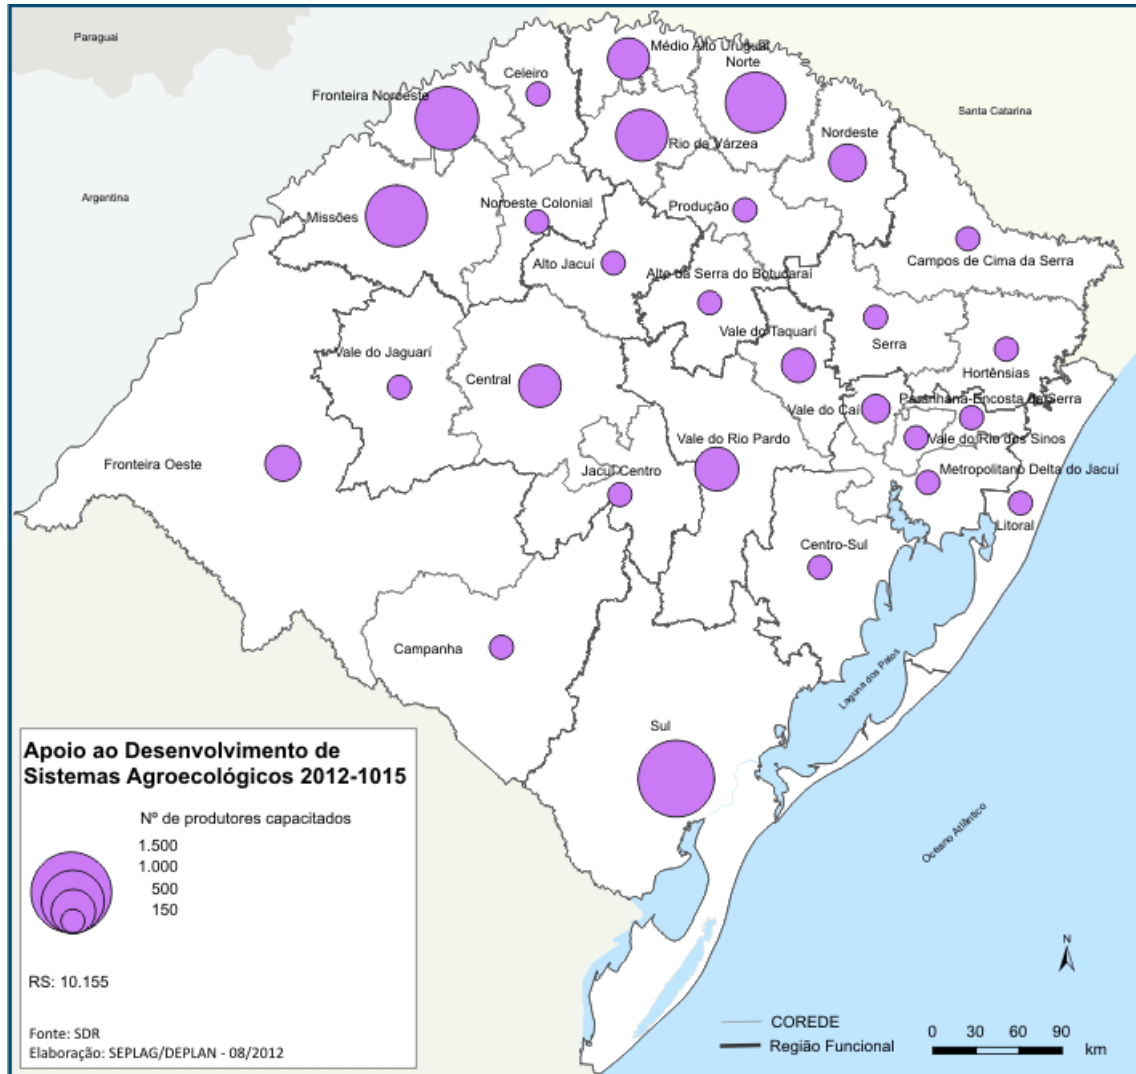 Paraguai
Médio Alto Uruguai
Celeiro
Norte
Fronteira Noroeste
Santa Catarina
Nordeste
Rio da Várzea
Argentina
Noroeste Colonial
Produção
Missões
Alto Jacuí
Campos de Cima da Serra
Alto da Serra do Botucaraí
Vale do Taquarí
Serra
Vale do Jaguarí
Hortênsias
Central
Paranhana-Encosta da Serra
Vale do Caí
Vale do Rio Pardo
Vale do Rio dos Sinos
Fronteira Oeste
Jacuí-Centro
Metropolitano Delta do Jacuí
Litoral
Centro-Sul
Campanha
Laguna dos Patos
Sul
Oceano Atlântico
Apoio ao Desenvolvimento de
Sistemas Agroecológicos 2012-1015
Nº de produtores capacitados
1.500
1.000
500
150
RS: 10.155
Fonte: SDR
Elaboração: SEPLAG/DEPLAN - 08/2012
N
COREDE
Região Funcional
0 30 60 90
km